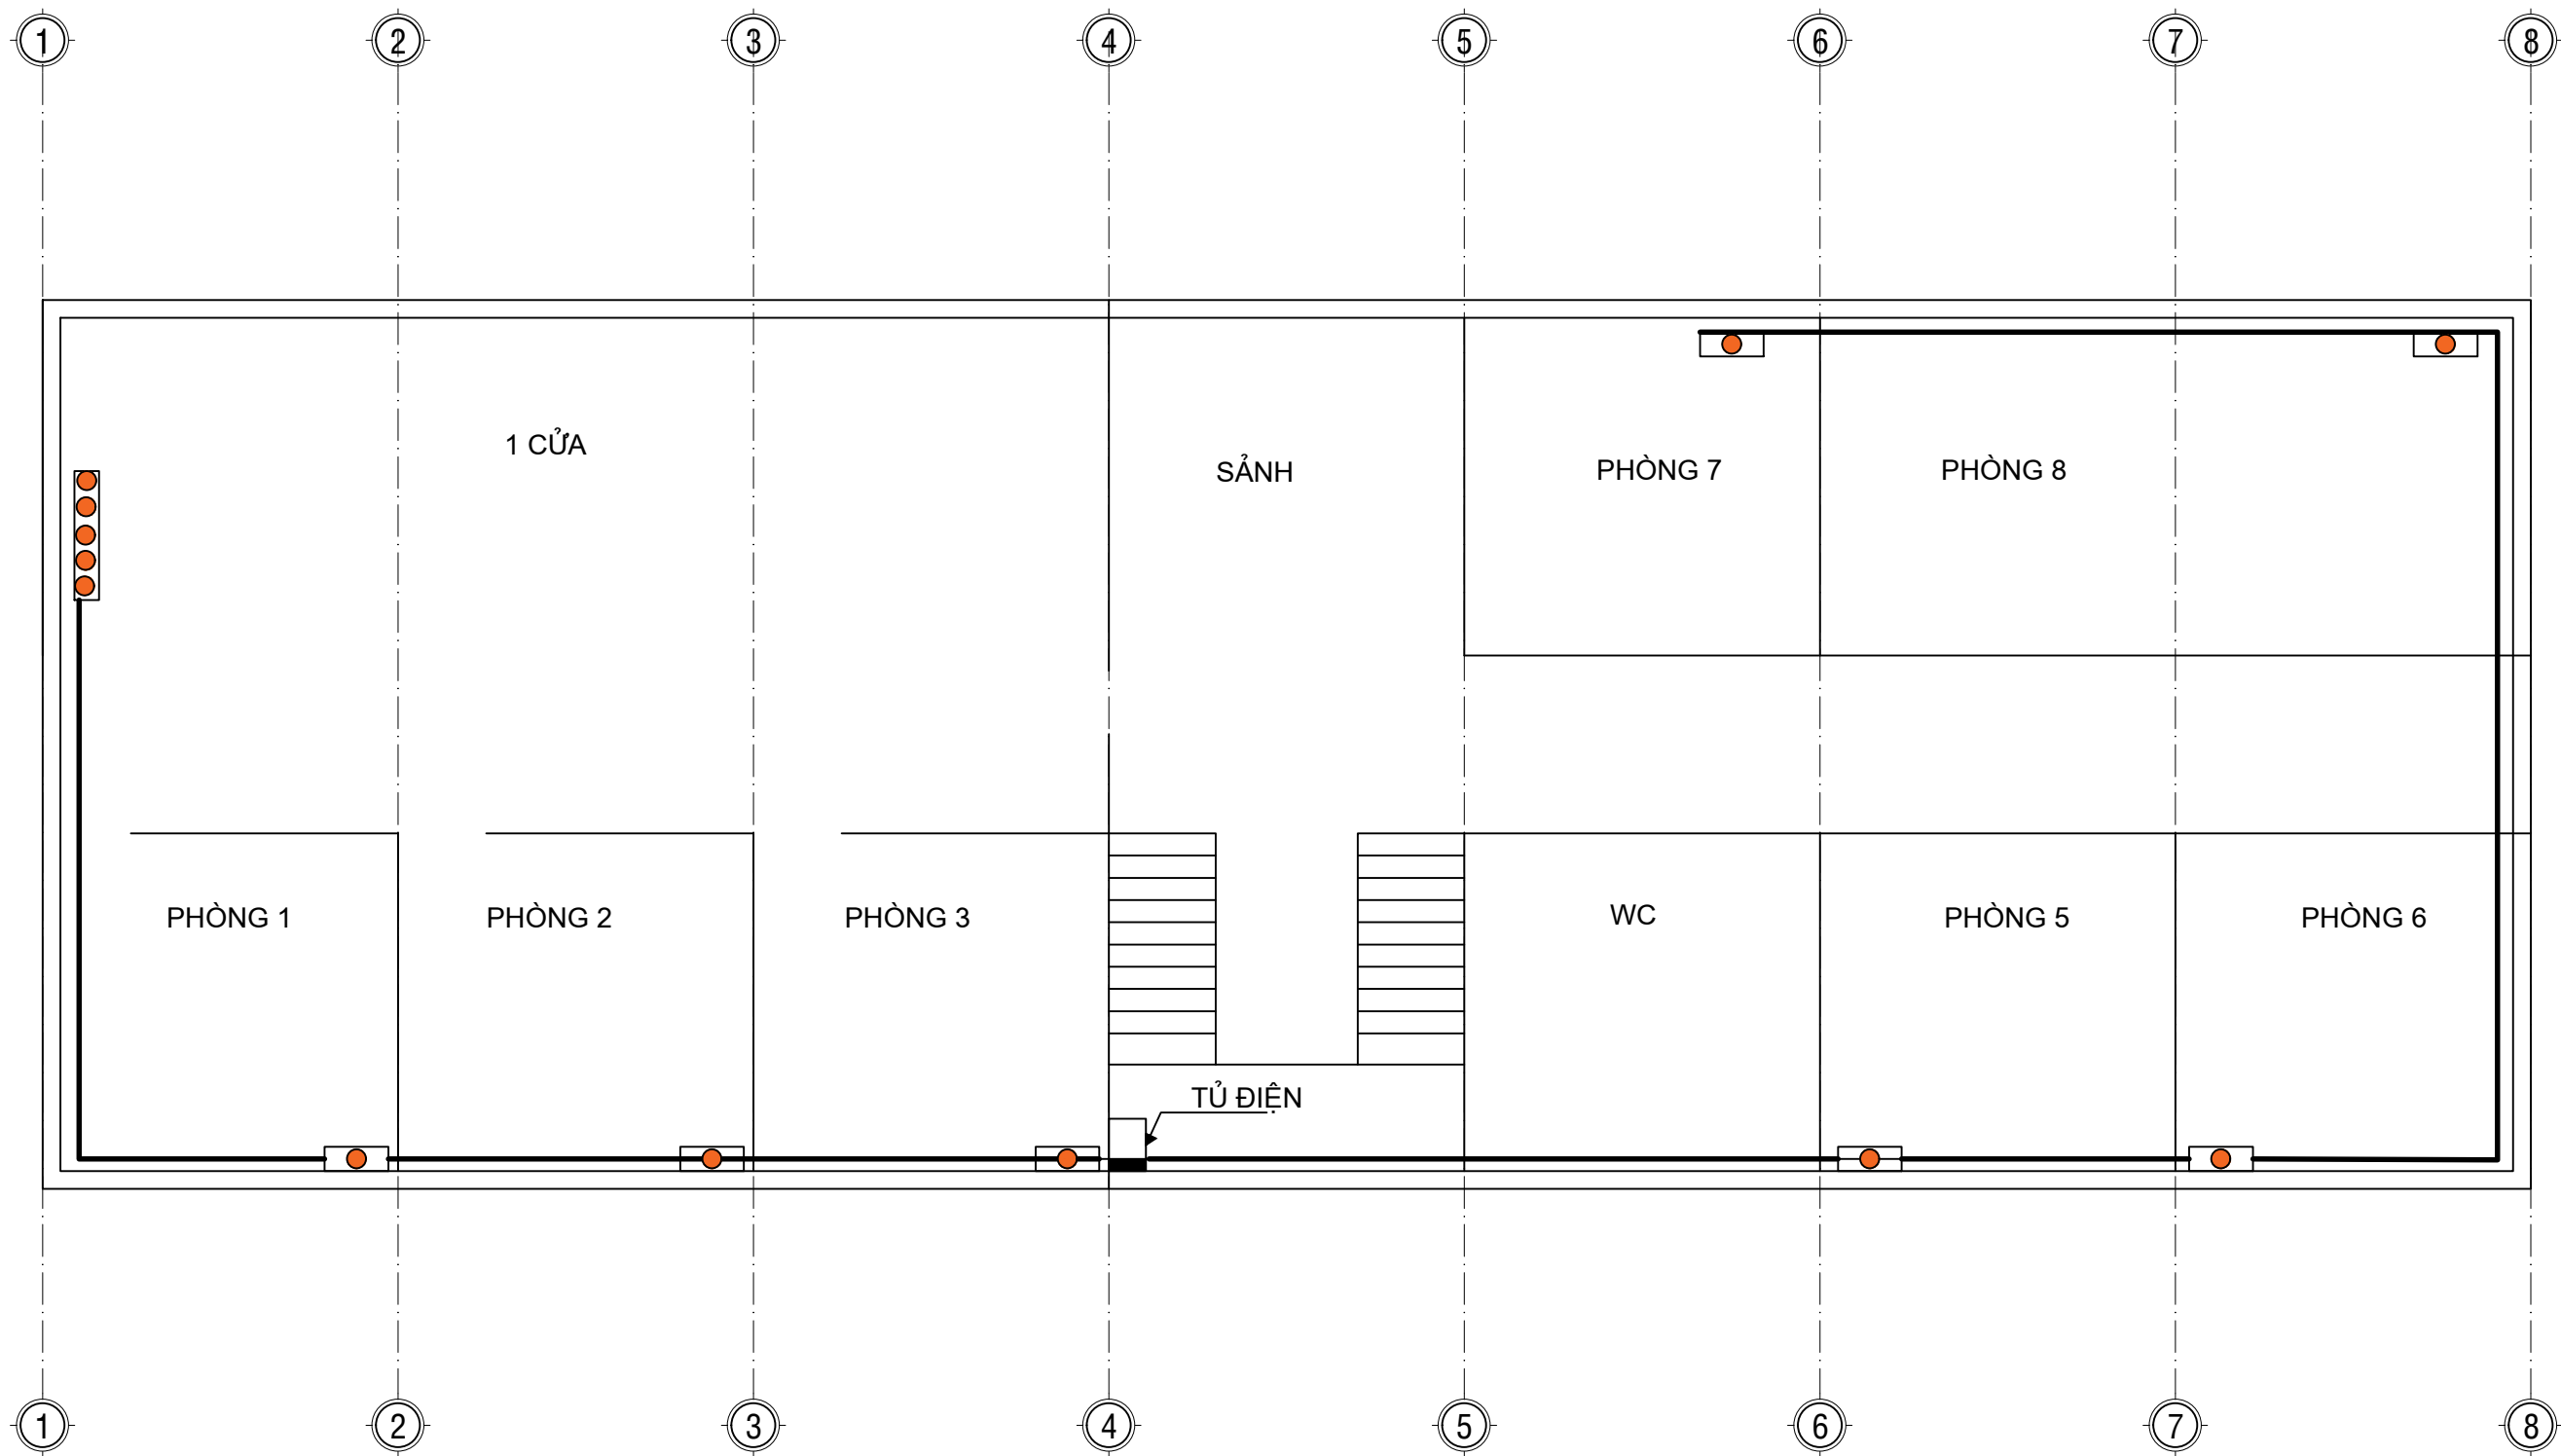 1 2 3 4 5 6 7 8
1 CỬA
SẢNH
PHÒNG 7
PHÒNG 8
PHÒNG 1
PHÒNG 2
PHÒNG 3
WC
PHÒNG 5
PHÒNG 6
TỦ ĐIỆN
1 2 3 4 5 6 7 8